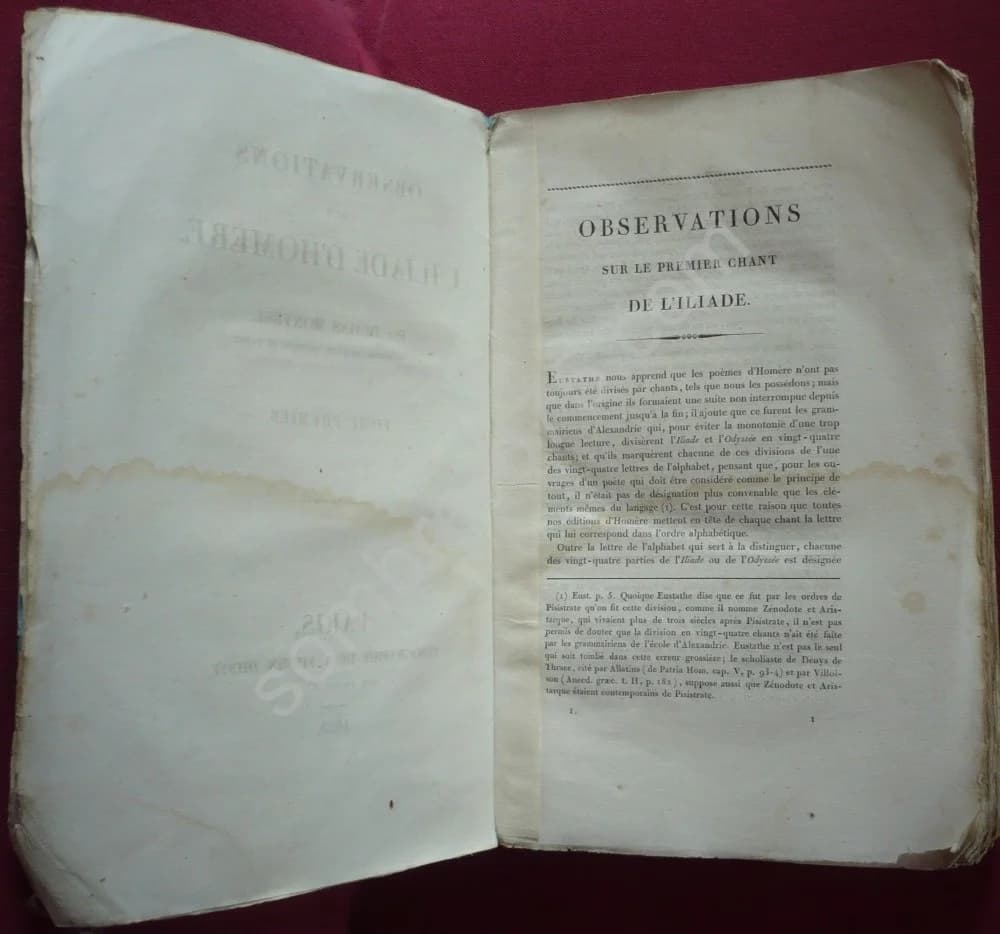 OBSERVATIONS
L'ILIADE D'HOMÈRE,
PARIS,
OBSERVATIONS
SUR LE PREMIER CHANT
DE L'ILIADE.
EUSTATHE nous apprend que les poèmes d'Homère n'ont pas
toujours été divisés par chants, tels que nous les possédons; mais
que dans l'origine ils formaient une suite non interrompue depuis
le commencement jusqu'à la fin; il ajoute que ce furent les gram-
mairiens d'Alexandrie qui, pour éviter la monotonie d'une trop
longue lecture, divisèrent l'Iliade et l'Odyssée en vingt-quatre
chants; et qu'ils marquèrent chacune de ces divisions de l'une
des vingt-quatre lettres de l'alphabet, pensant que, pour les ou-
vrages d'un poète qui doit être considéré comme le principe de
tout, il n'était pas de désignation plus convenable que les élé-
ments mêmes du langage (1). C'est pour cette raison que toutes
nos éditions d'Homère mettent en tête de chaque chant la lettre
qui lui correspond dans l'ordre alphabétique.
Outre la lettre de l'alphabet qui sert à la distinguer, chacune
des vingt-quatre parties de l'Iliade ou de l'Odyssée est désignée
(1) Eust. p. 5. Quoique Eustathe dise que ce fut par les ordres de
Pisistrate qu'on fit cette division, comme il nomme Zénodote et Aris-
tarque, qui vivaient plus de trois siècles après Pisistrate, il n'est pas
permis de douter que la division en vingt-quatre chants n'ait été faite
par les grammairiens de l'école d'Alexandrie. Eustathe n'est pas le seul
qui soit tombé dans cette erreur grossière; le scholiaste de Denys de
Thrace, cité par Allatius (de Patria Hom. cap. V, p. 93-4) et par Villoi-
son (Anecd. græc. t. II, p. 182), suppose aussi que Zénodote et Aris-
tarque étaient contemporains de Pisistrate.
1. 1